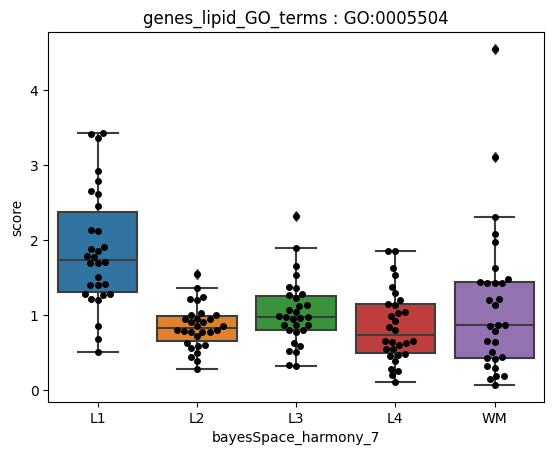 genes_lipid_GO_terms : GO:0005504
4
3
2
1
0
score
L1 L2 L3 L4 WM
bayesSpace_harmony_7